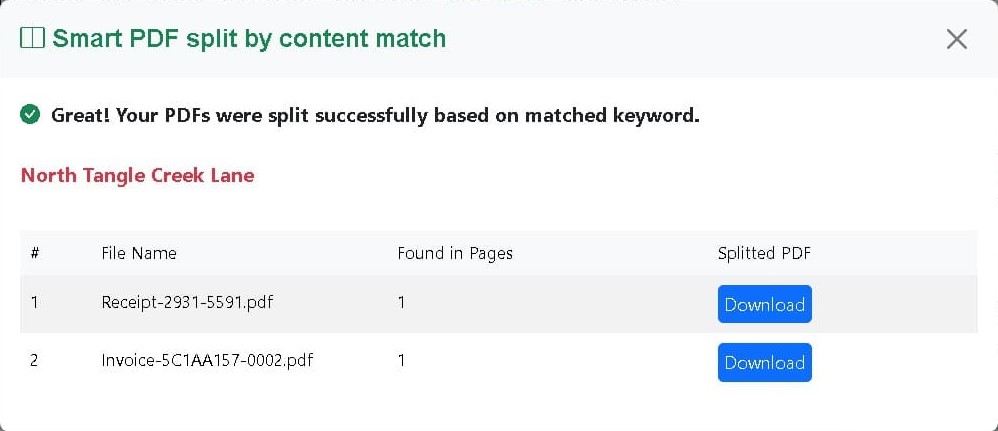 Smart PDF split by content match
Great! Your PDFs were split successfully based on matched keyword.
North Tangle Creek Lane
# File Name Found in Pages Splitted PDF
1 Receipt-2931-5591.pdf 1 Download
2 Invoice-5C1AA157-0002.pdf 1 Download